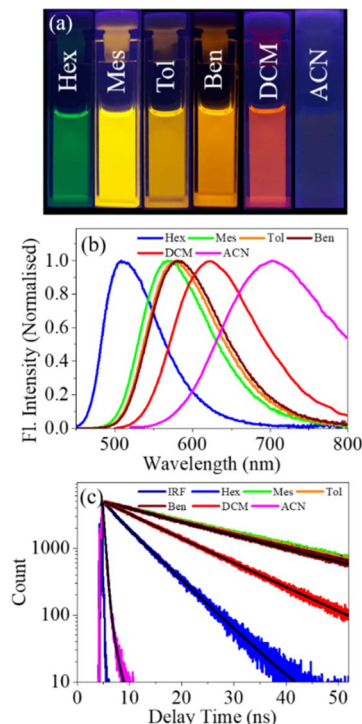 (a)
Hex Mes Tol Ben DCM ACN
(b)
Hex Mes Tol Ben
DCM ACN
Fl. Intensity (Normalised)
1.0
0.8
0.6
0.4
0.2
0.0
500 600 700 800
Wavelength (nm)
(c)
IRF Hex Mes Tol
Ben DCM ACN
Count
1000
100
10
0 10 20 30 40 50
Delay Time (ns)